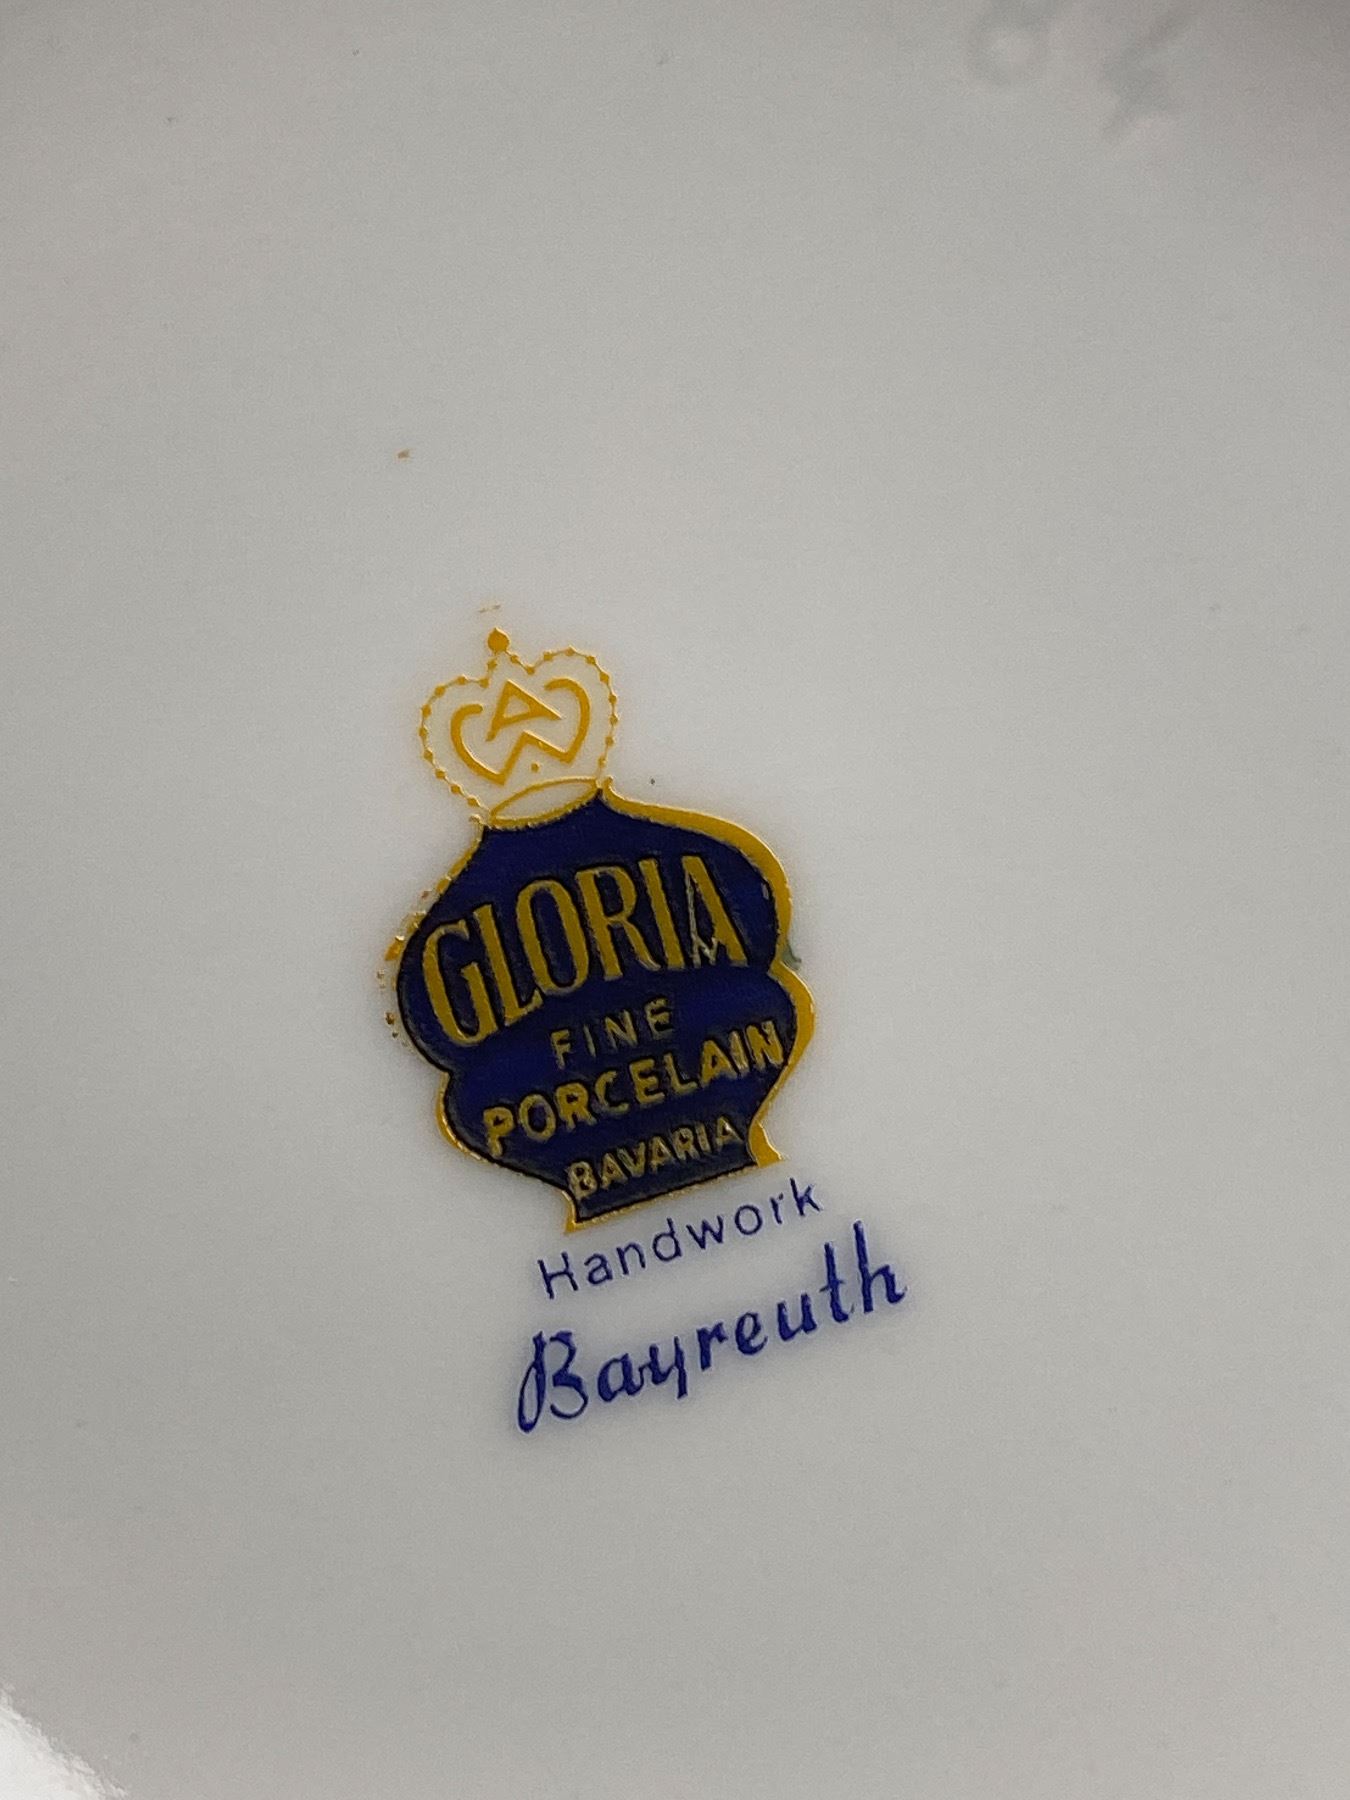 GLORIA
FINE
PORCELAIN
BAVARIA
Handwork
Bayreuth